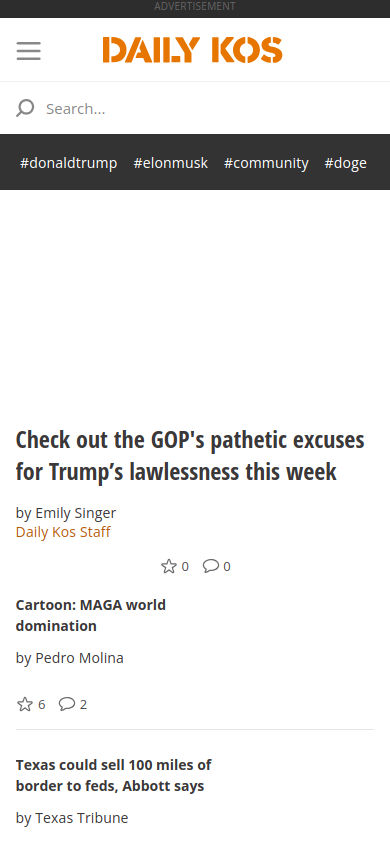 ADVERTISEMENT
DAILY KOS
Search...
#donaldtrump #elonmusk #community #doge
Check out the GOP's pathetic excuses
for Trump’s lawlessness this week
by Emily Singer
Daily Kos Staff
0 0
Cartoon: MAGA world
domination
by Pedro Molina
6 2
Texas could sell 100 miles of
border to feds, Abbott says
by Texas Tribune